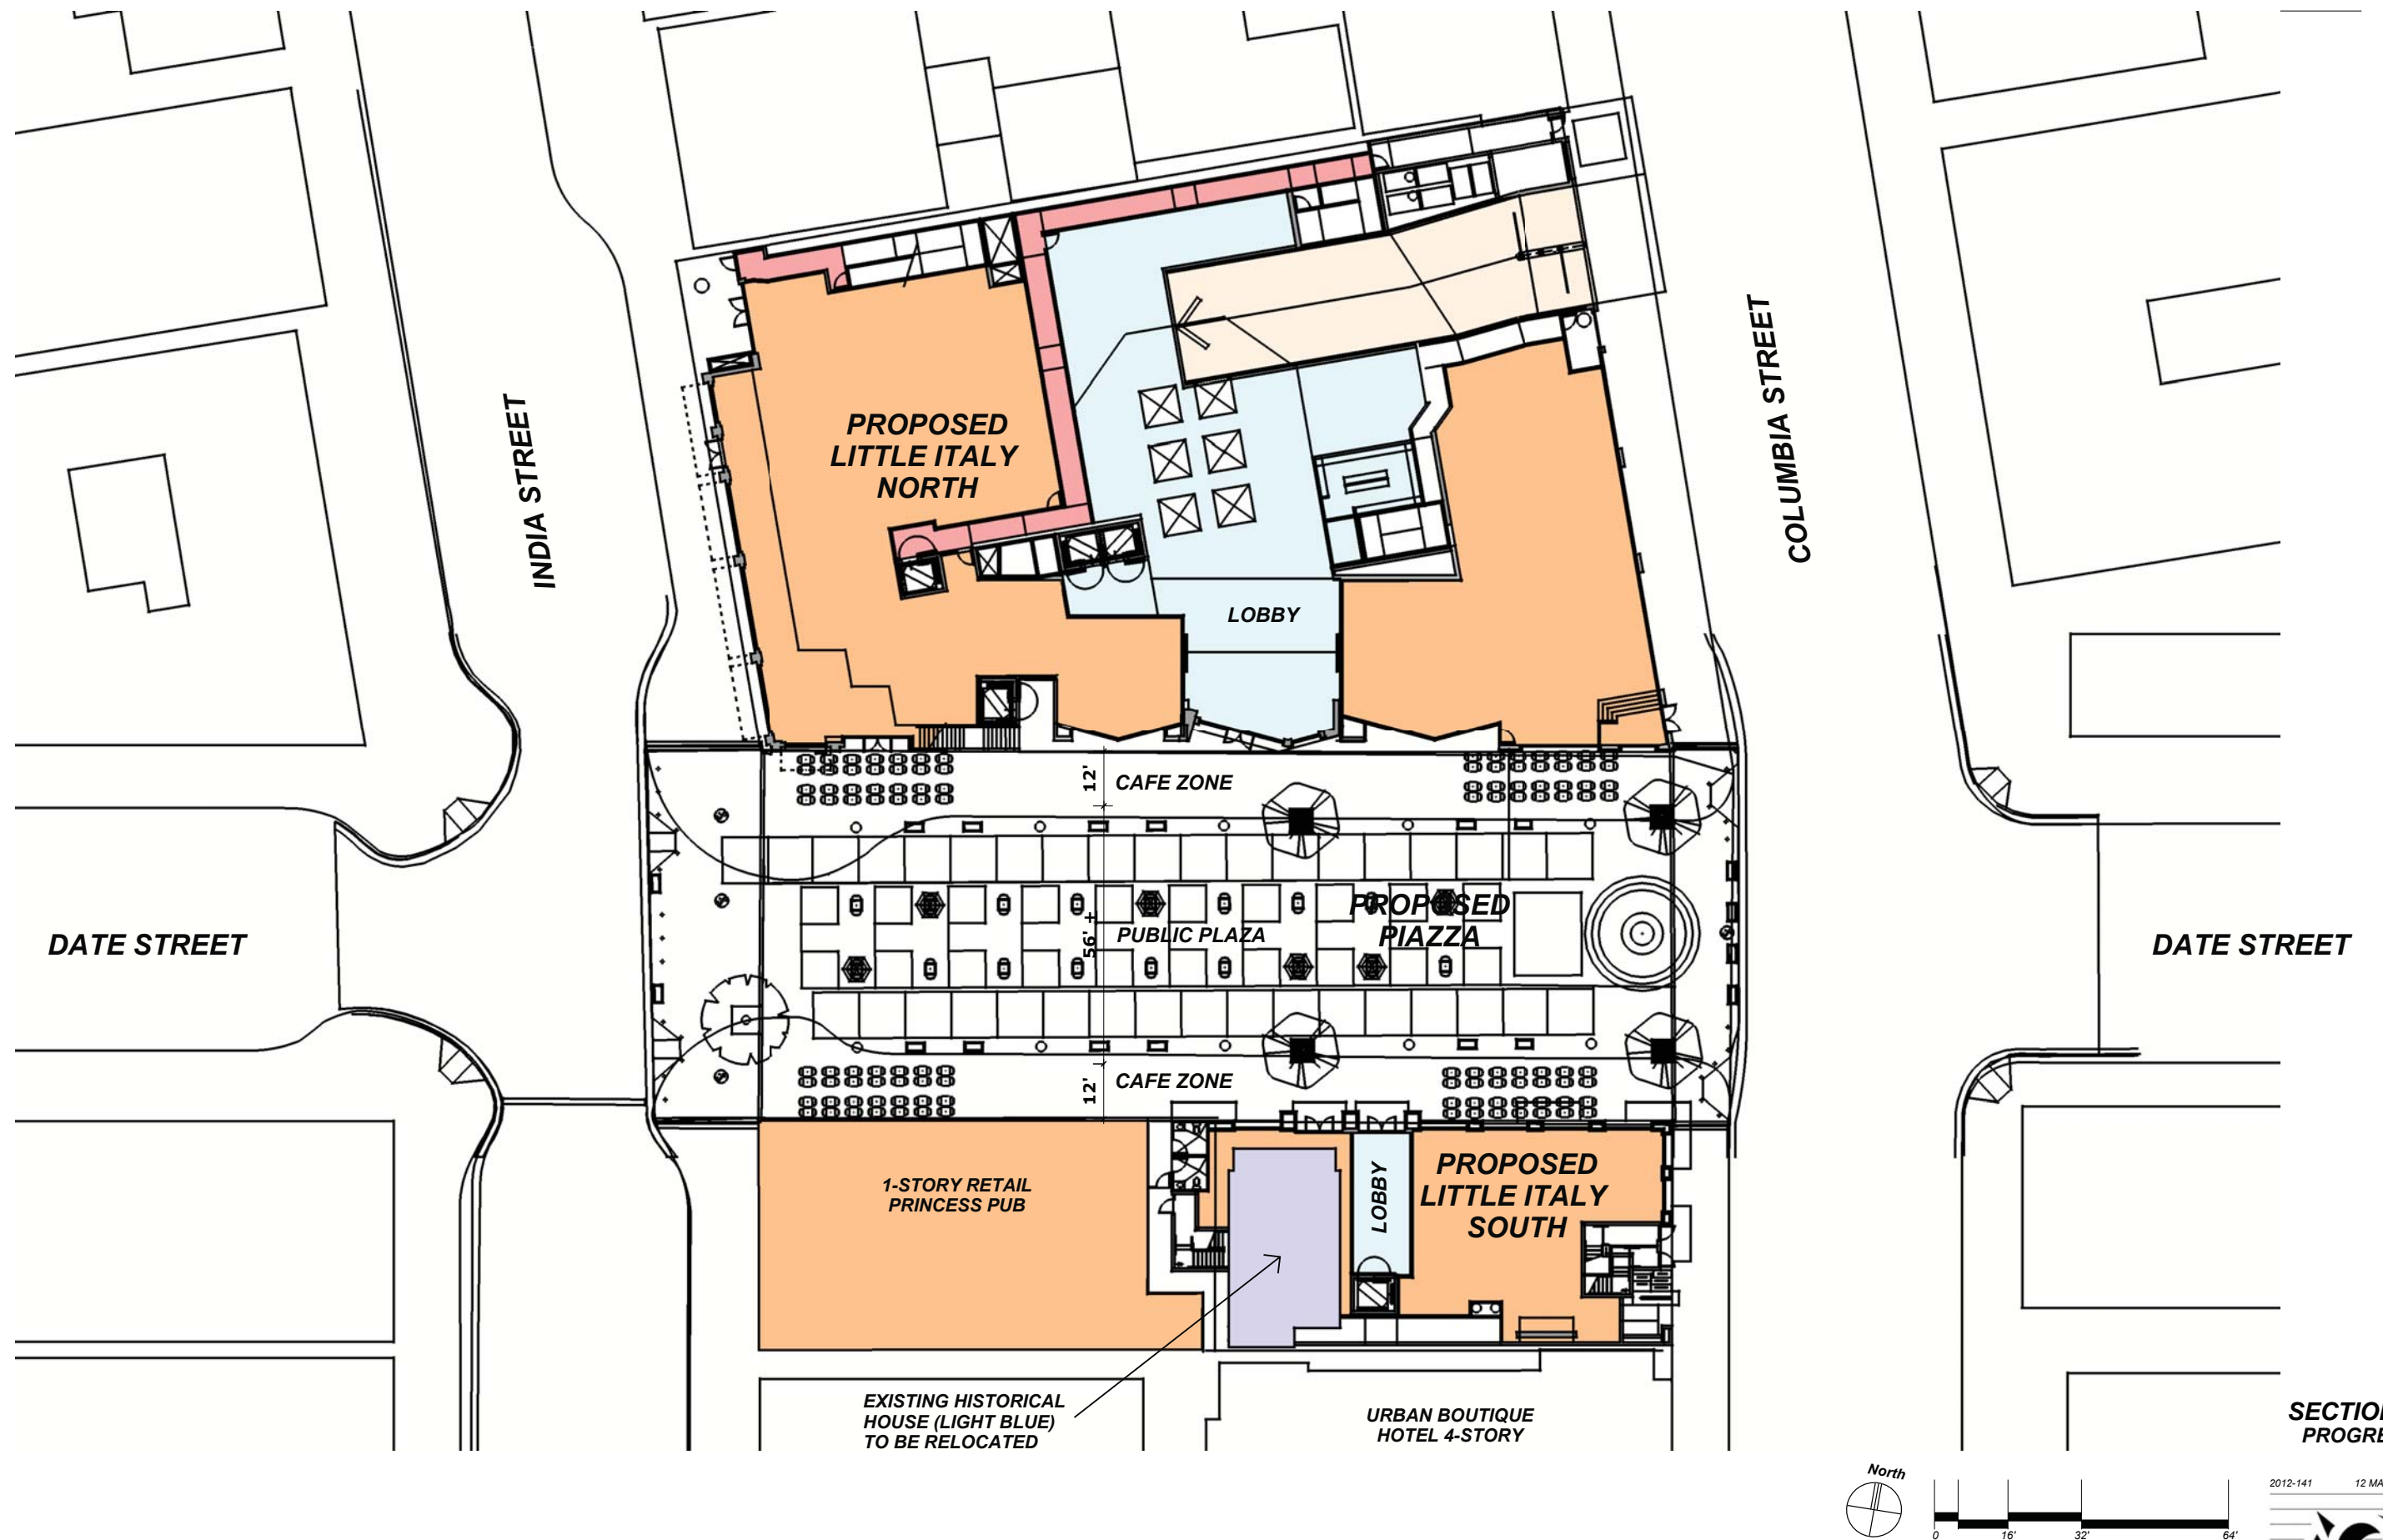 INDIA STREET
COLUMBIA STREET
PROPOSED
LITTLE ITALY
NORTH
LOBBY
12'
CAFE ZONE
DATE STREET
56' +
PUBLIC PLAZA
PROPOSED
PIAZZA
DATE STREET
12'
CAFE ZONE
1-STORY RETAIL
PRINCESS PUB
LOBBY
PROPOSED
LITTLE ITALY
SOUTH
EXISTING HISTORICAL
HOUSE (LIGHT BLUE)
TO BE RELOCATED
URBAN BOUTIQUE
HOTEL 4-STORY
North
0 16' 32' 64'
2012-141 12